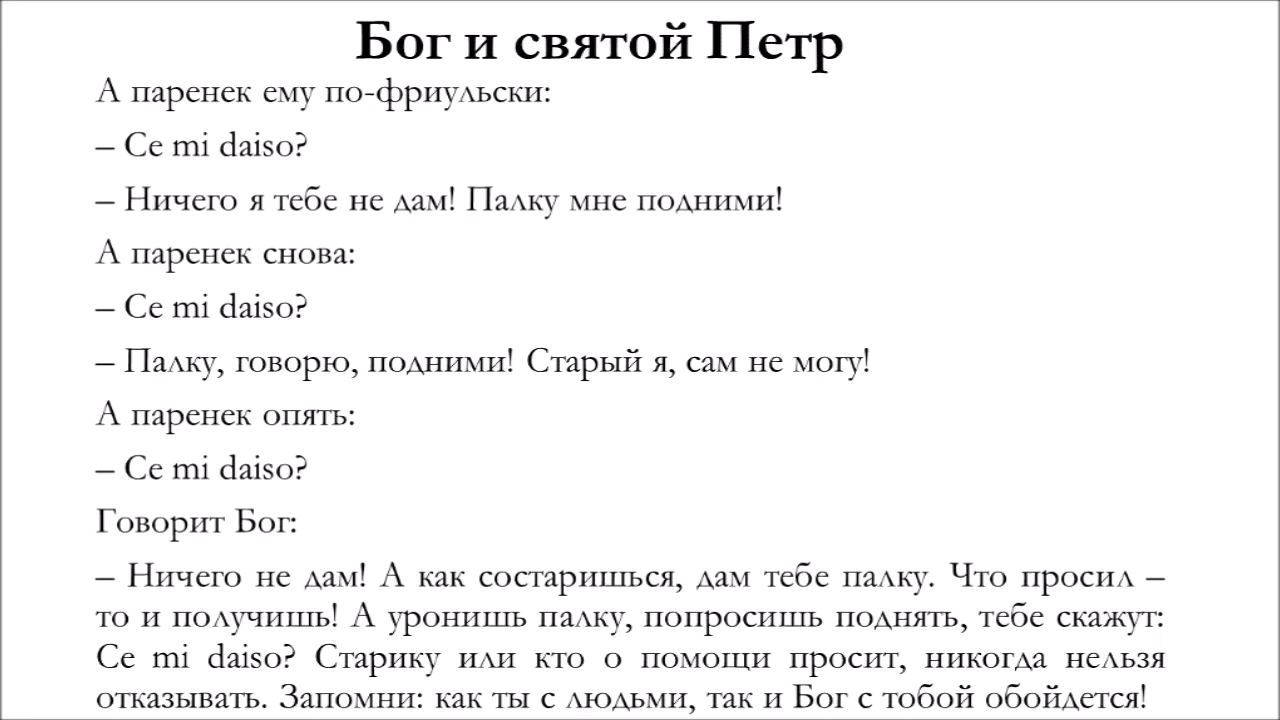 Бог и святой Петр
А паренек ему по-фриульски:
– Ce mi daiso?
– Ничего я тебе не дам! Палку мне подними!
А паренек снова:
– Ce mi daiso?
– Палку, говорю, подними! Старый я, сам не могу!
А паренек опять:
– Ce mi daiso?
Говорит Бог:
– Ничего не дам! А как состаришься, дам тебе палку. Что просил –
то и получишь! А уронишь палку, попросишь поднять, тебе скажут:
Ce mi daiso? Старику или кто о помощи просит, никогда нельзя
отказывать. Запомни: как ты с людьми, так и Бог с тобой обойдется!